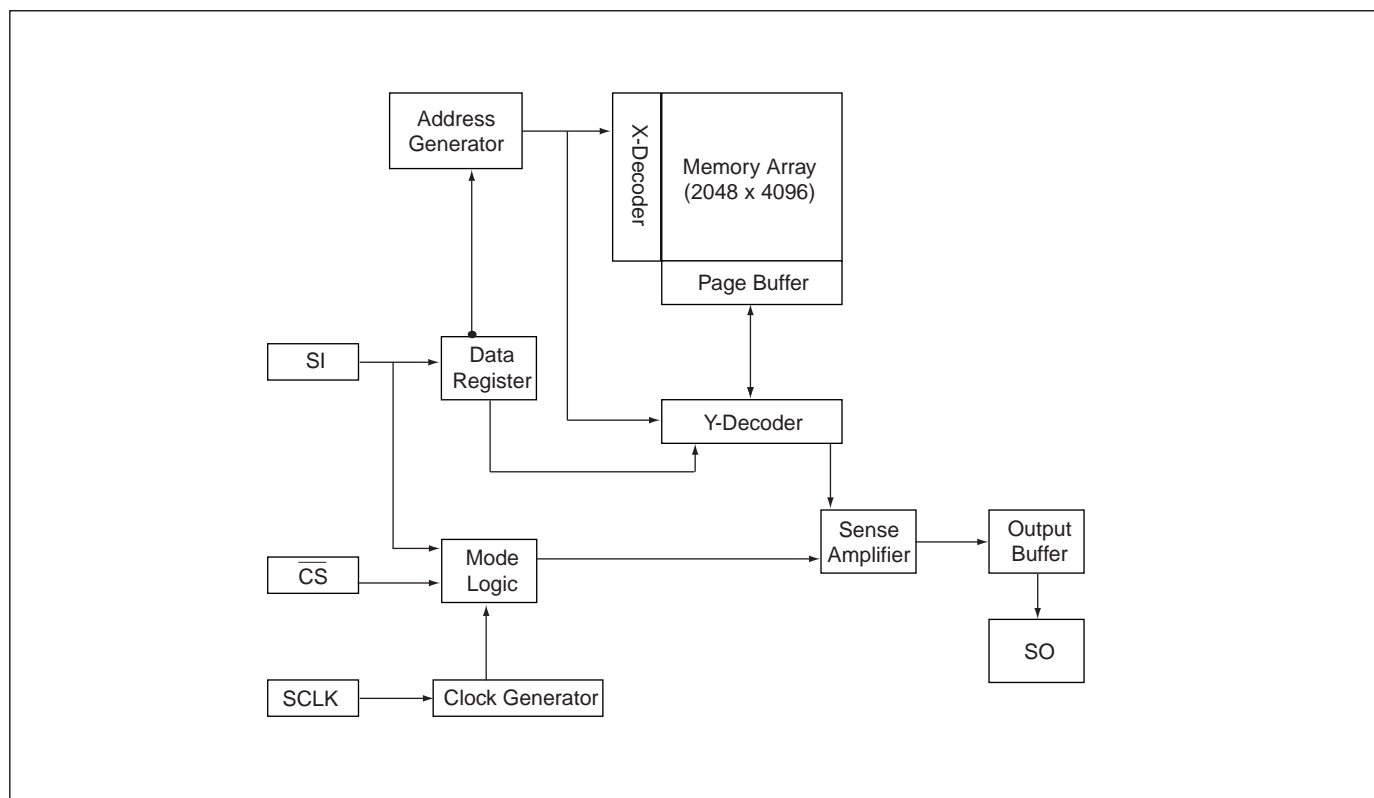 Address
Generator
X-Decoder
Memory Array
(2048 x 4096)
Page Buffer
SI
Data
Register
Y-Decoder
Sense
Amplifier
Output
Buffer
C̅S̅
Mode
Logic
SO
SCLK
Clock Generator